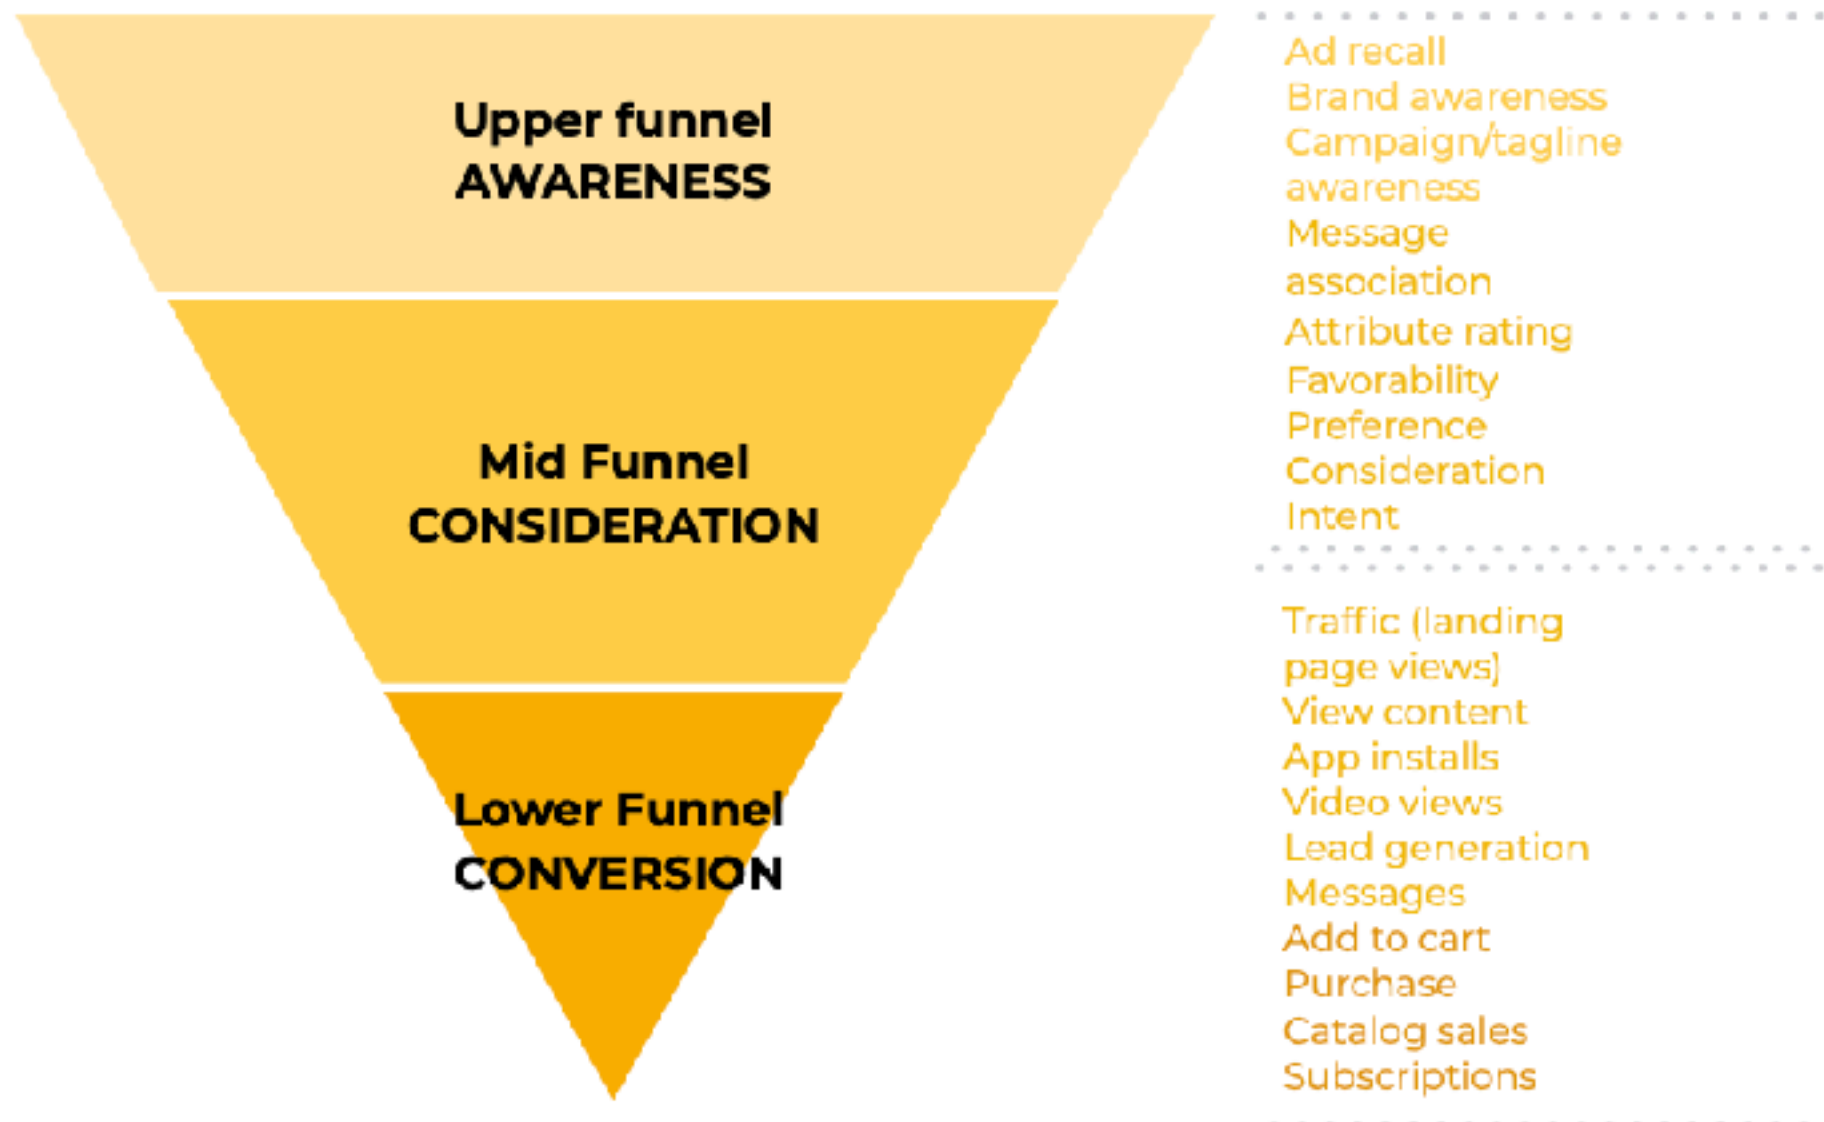 Upper funnel
AWARENESS
Mid Funnel
CONSIDERATION
Lower Funnel
CONVERSION
Ad recall
Brand awareness
Campaign/tagline
awareness
Message
association
Attribute rating
Favorability
Preference
Consideration
Intent
Traffic (landing
page views)
View content
App installs
Video views
Lead generation
Messages
Add to cart
Purchase
Catalog sales
Subscriptions